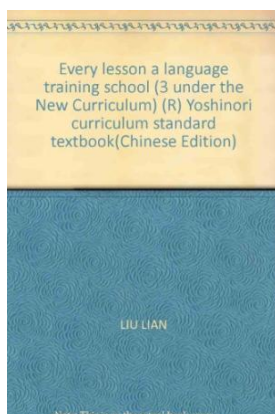 Every lesson a language
training school (3 under the
New Curriculum) (R) Yoshinori
curriculum standard
textbook(Chinese Edition)
LIU LIAN